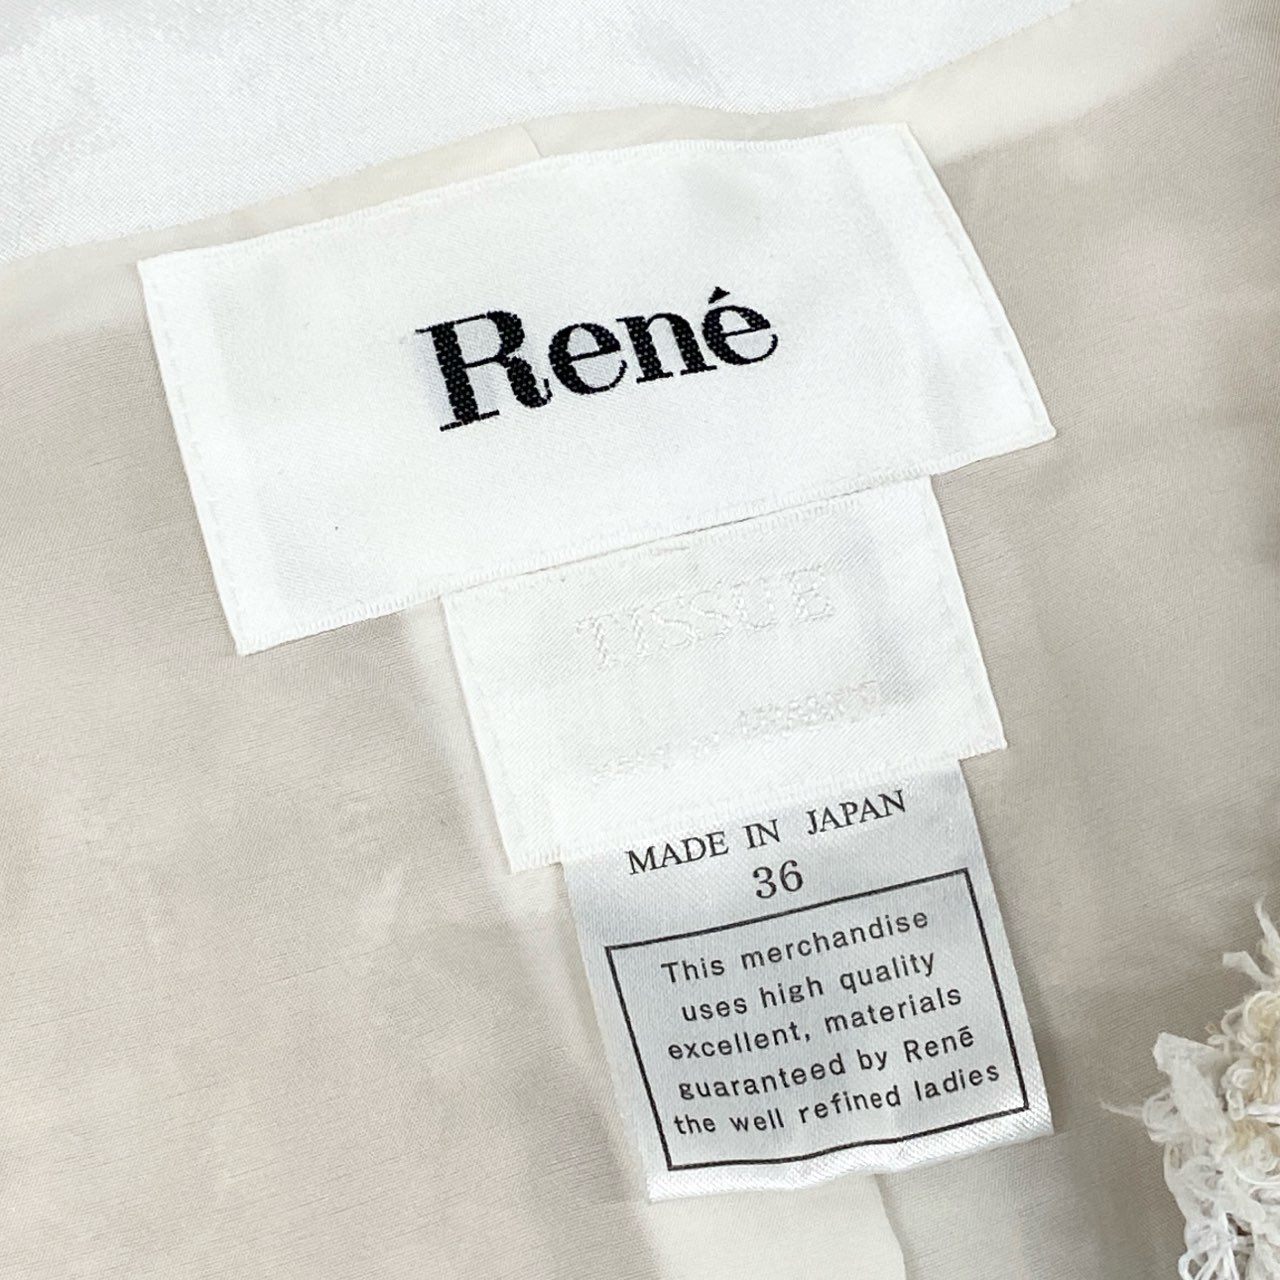 René
TISSUE
MADE IN JAPAN
36
This merchandise
uses high quality
excellent, materials
guaranteed by Renē
the well refined ladies